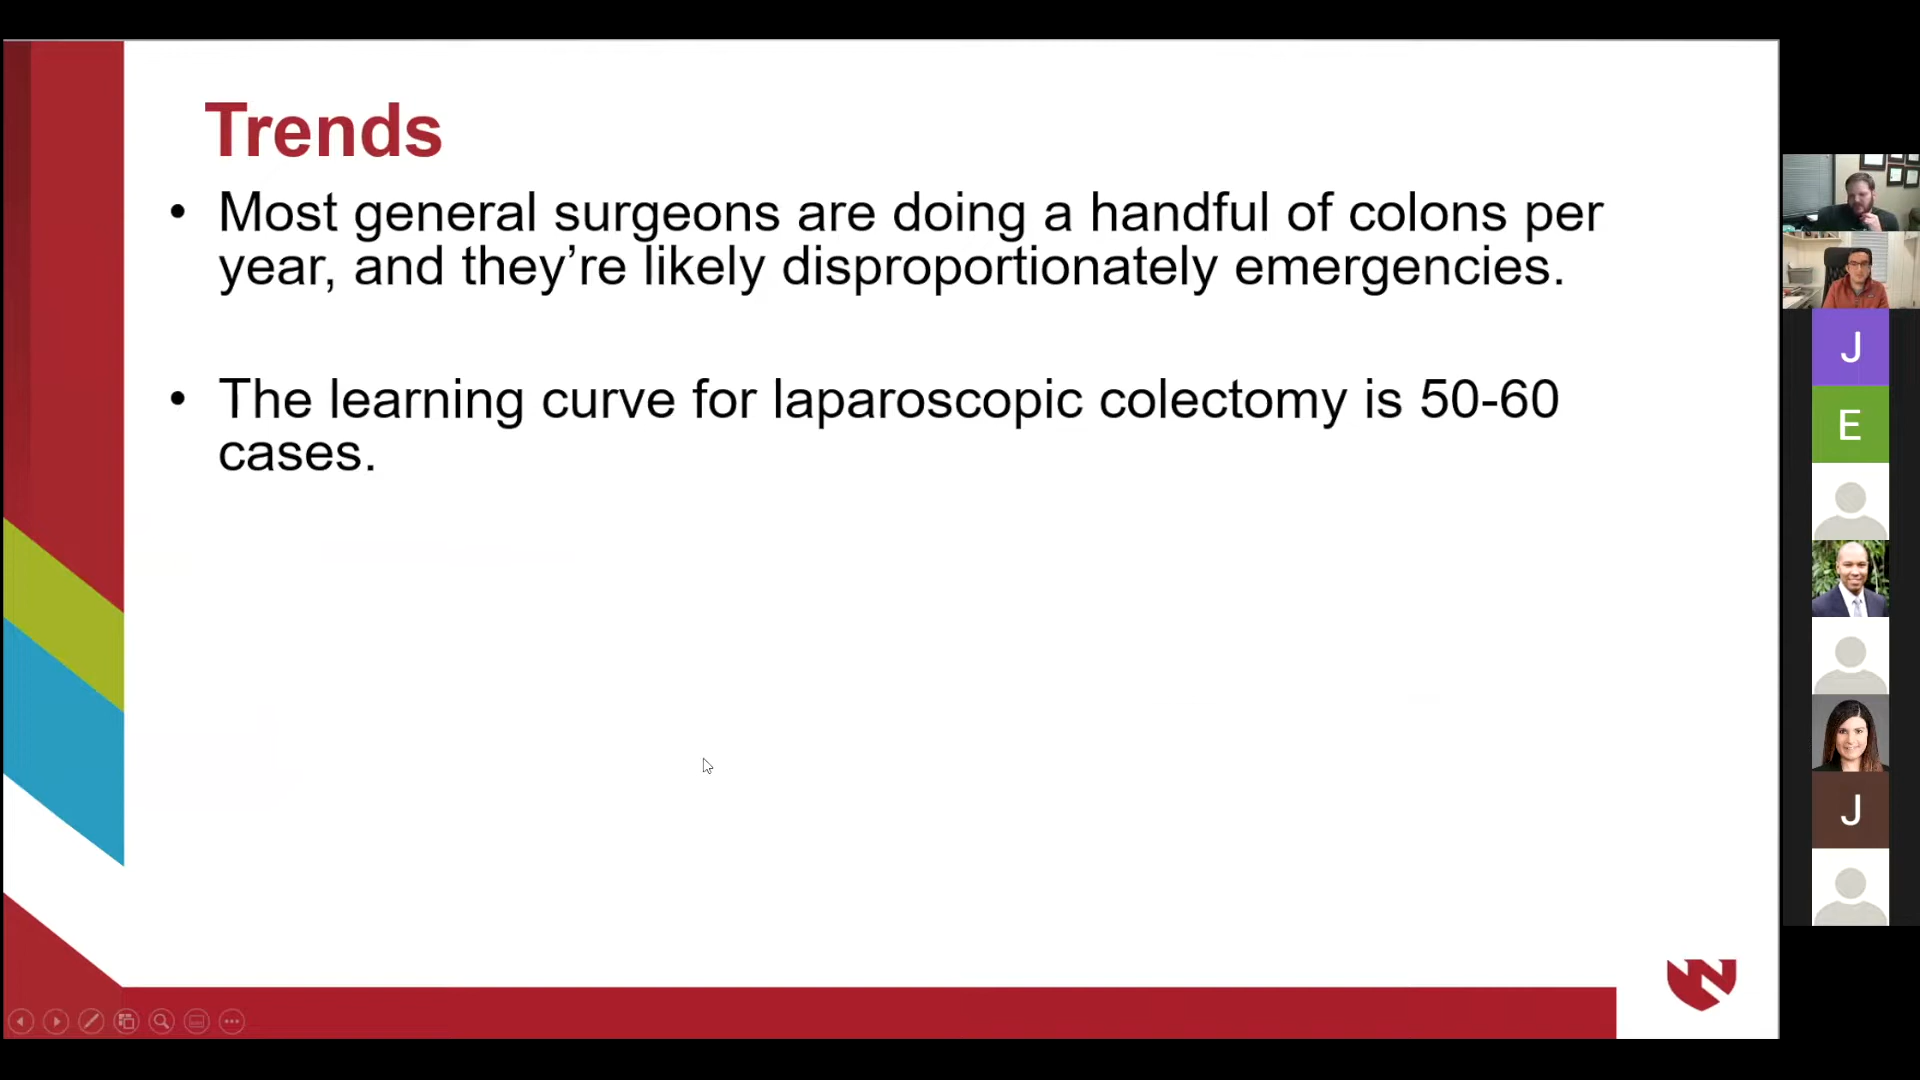 Trends
• Most general surgeons are doing a handful of colons per
year, and they’re likely disproportionately emergencies.
• The learning curve for laparoscopic colectomy is 50-60
cases.
J
E
J